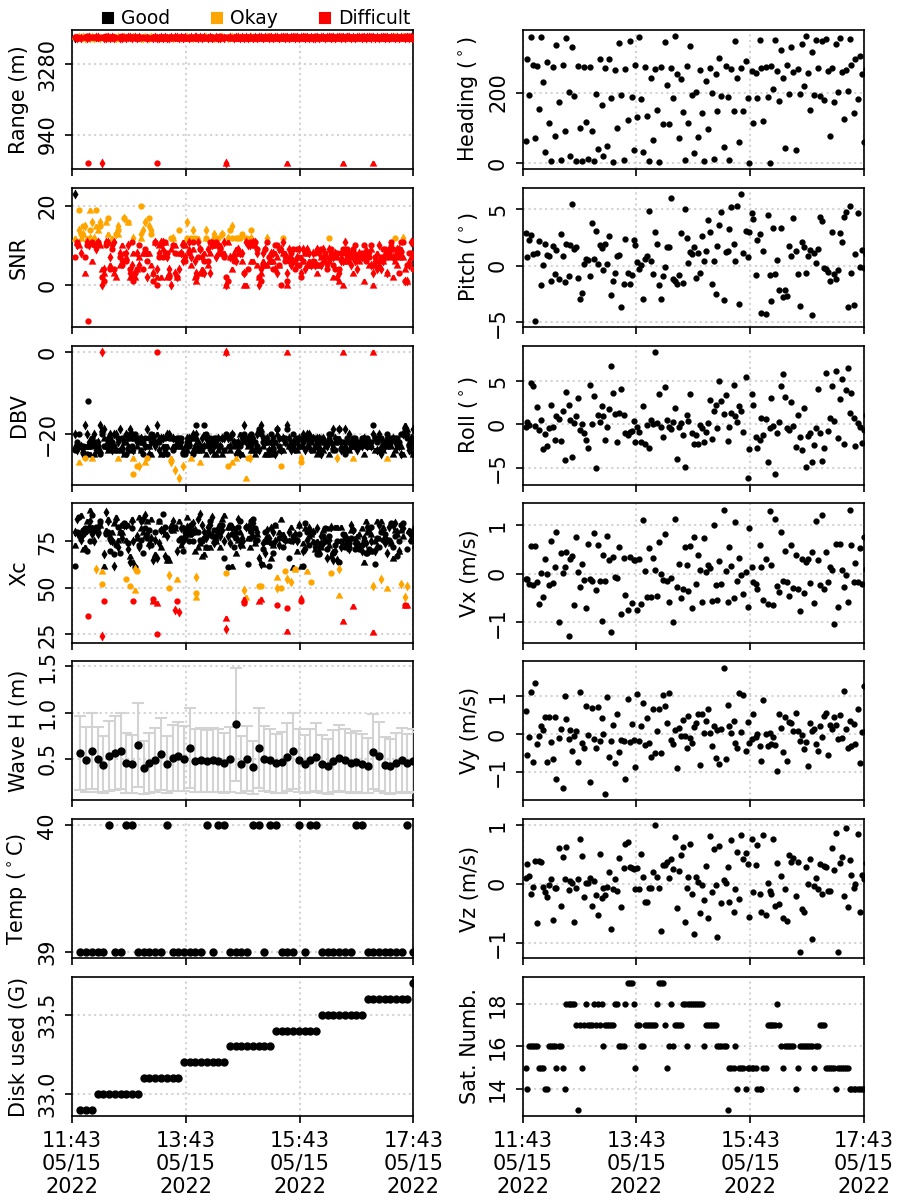 Good Okay Difficult
Range (m)
3280
940
Heading (°)
200
0
SNR
20
0
Pitch (°)
5
0
−5
DBV
0
−20
Roll (°)
5
0
−5
Xc
75
50
25
Vx (m/s)
1
0
−1
Wave H (m)
1.5
1.0
0.5
Vy (m/s)
1
0
−1
Temp (°C)
40
39
Vz (m/s)
1
0
−1
Disk used (G)
33.5
33.0
Sat. Numb.
18
16
14
11:43 13:43 15:43 17:43
05/15 05/15 05/15 05/15
2022 2022 2022 2022
11:43 13:43 15:43 17:43
05/15 05/15 05/15 05/15
2022 2022 2022 2022